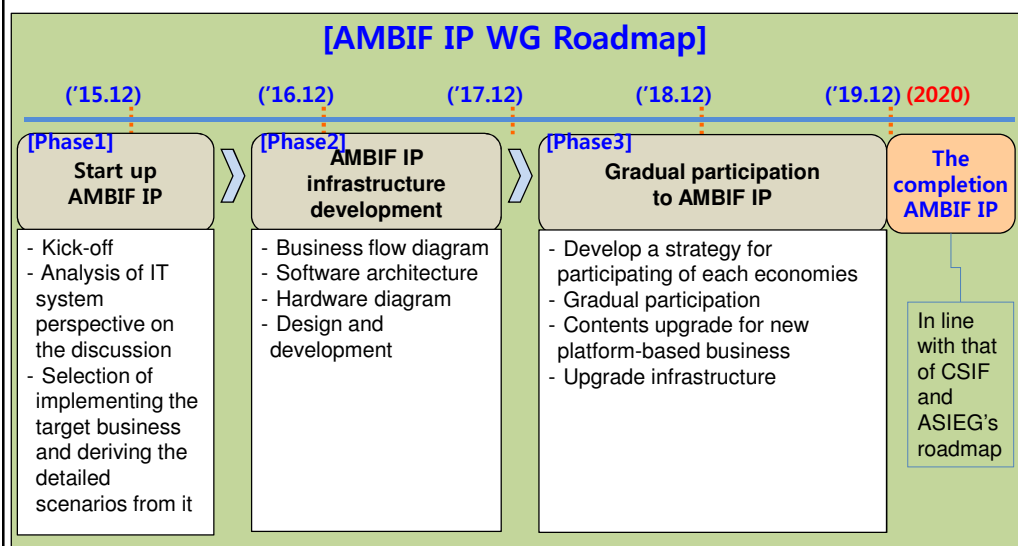 [AMBIF IP WG Roadmap]
('15.12)
('16.12)
('17.12)
('18.12)
('19.12) (2020)
[Phase1]
Start up
AMBIF IP
[Phase2]
AMBIF IP
infrastructure
development
[Phase3]
Gradual participation
to AMBIF IP
The
completion
AMBIF IP
- Kick-off
- Analysis of IT
system
perspective on
the discussion
- Selection of
implementing the
target business
and deriving the
detailed
scenarios from it
- Business flow diagram
- Software architecture
- Hardware diagram
- Design and
development
- Develop a strategy for
participating of each economies
- Gradual participation
- Contents upgrade for new
platform-based business
- Upgrade infrastructure
In line
with that
of CSIF
and
ASIEG's
roadmap